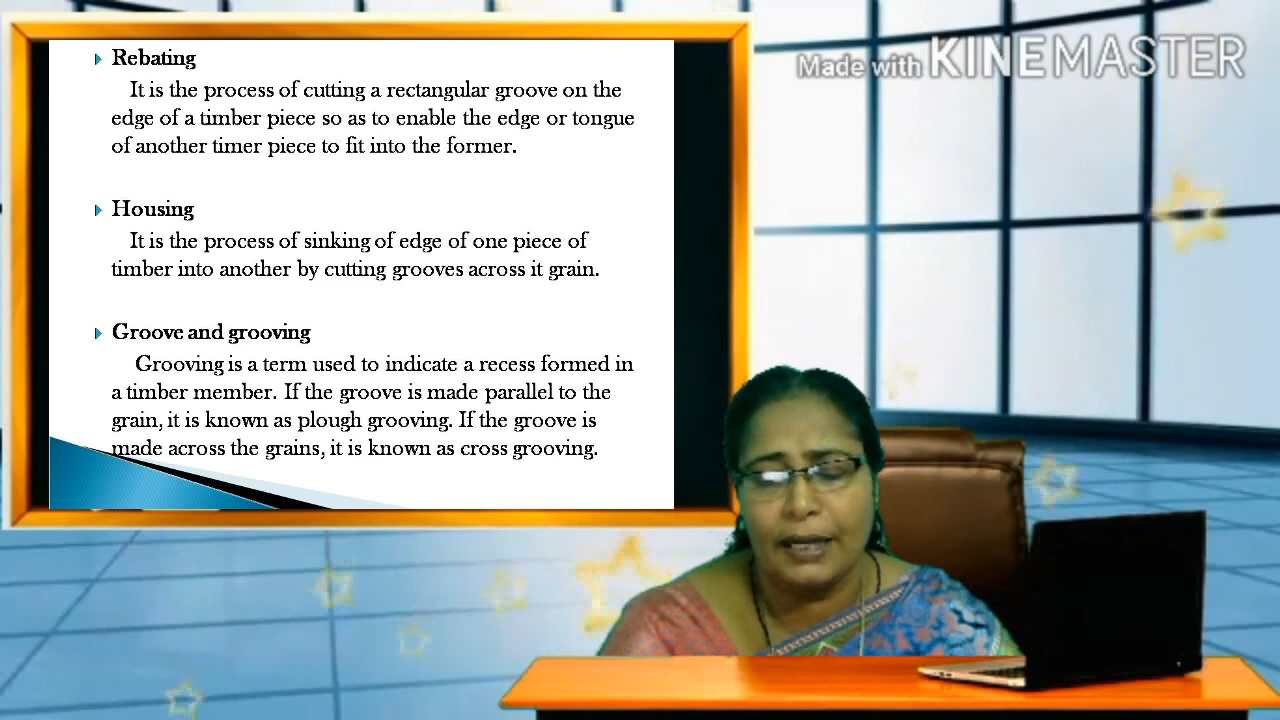 Rebating
It is the process of cutting a rectangular groove on the
edge of a timber piece so as to enable the edge or tongue
of another timer piece to fit into the former.
Housing
It is the process of sinking of edge of one piece of
timber into another by cutting grooves across it grain.
Groove and grooving
Grooving is a term used to indicate a recess formed in
a timber member. If the groove is made parallel to the
grain, it is known as plough grooving. If the groove is
made across the grains, it is known as cross grooving.
Made with KINEMASTER